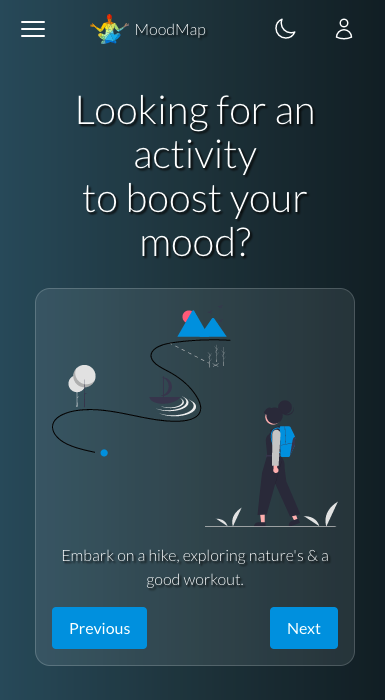 MoodMap
Looking for an
activity
to boost your
mood?
Embark on a hike, exploring nature's & a
good workout.
Previous
Next